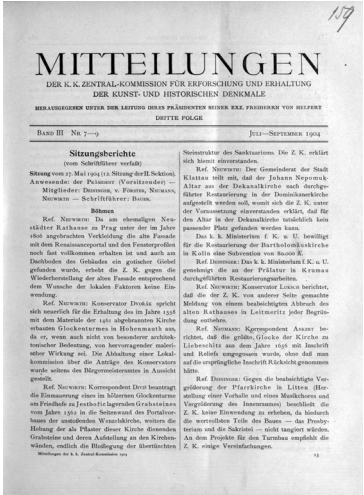 159
MITTEILUNGEN
DER K. K. ZENTRAL-KOMMISSION FÜR ERFORSCHUNG UND ERHALTUNG
DER KUNST- UND HISTORISCHEN DENKMALE
HERAUSGEGEBEN UNTER DER LEITUNG IHRES PRÄSIDENTEN SEINER EXZ. FREIHERRN VON HELFERT
DRITTE FOLGE
BAND III NR. 7—9
JULI—SEPTEMBER 1904
Sitzungsberichte
(vom Schriftführer verfaßt)
Sitzung vom 27. Mai 1904 (12. Sitzung der II. Sektion).
Anwesende: der PRÄSIDENT (Vorsitzender) —
Mitglieder: DEININGER, V. FÖRSTER, NEUMANN,
NEUWIRTH — Schriftführer: BAUER.
Böhmen
Ref. NEUWIRTH: Da am ehemaligen Neu-
städter Rathause zu Prag unter der im Jahre
1806 angebrachten Verkleidung die alte Fassade
mit dem Renaissanceportal und den Fensterprofilen
noch fast vollkommen erhalten ist und auch am
Dachboden des Gebäudes ein gotischer Giebel
gefunden wurde, erhebt die Z. K. gegen die
Wiederherstellung der alten Fassade entsprechend
dem Wunsche der lokalen Faktoren keine Ein-
wendung.
Ref. NEUWIRTH: Konservator DVOŘÁK spricht
sich neuerlich für die Erhaltung des im Jahre 1556
mit dem Materiale der 1461 abgebrannten Kirche
erbauten Glockenturmes in Hohenmauth aus,
da er, wenn auch nicht von besonderer architek-
tonischer Bedeutung, von hervorragender maleri-
scher Wirkung sei. Die Abhaltung einer Lokal-
kommission über die Anträge des Konservators
wurde seitens des Bürgermeisteramtes in Aussicht
gestellt.
Ref. NEUWIRTH: Korrespondent DIVIŠ beantragt
die Einmauerung eines im hölzernen Glockenturme
am Friedhofe zu Jesthofic lagernden Grabsteines
vom Jahre 1562 in die Seitenwand des Portalvor-
baues der anstoßenden Wenzelskirche, weiters die
Hebung der als Pflaster dieser Kirche dienenden
Grabsteine und deren Aufstellung an den Kirchen-
wänden, endlich die Bloßlegung der übertünchten
Mitteilungen der k. k. Zentral-Kommission 1904
Steinstruktur des Sanktuariums. Die Z. K. erklärt
sich hiemit einverstanden.
Ref. NEUWIRTH: Der Gemeinderat der Stadt
Klattau teilt mit, daß der Johann Nepomuk-
Altar aus der Dekanalkirche nach durchge-
führter Restaurierung in der Dominikanerkirche
aufgestellt werden soll, womit sich die Z. K. unter
der Voraussetzung einverstanden erklärt, daß für
den Altar in der Dekanalkirche tatsächlich kein
passender Platz gefunden werden kann.
Das k. k. Ministerium f. K. u. U. bewilligt
für die Restaurierung der Bartholomäuskirche
in Kolin eine Subvention von 80.000 K.
Ref. DEININGER: Das k. k. Ministerium f. K. u. U.
genehmigt die an der Prälatur in Krumau
durchgeführten Restaurierungsarbeiten.
Ref. NEUWIRTH: Konservator LORSCH berichtet,
daß die der Z. K. von anderer Seite gemachte
Meldung von einem beabsichtigten Abbruch des
alten Rathauses in Leitmeritz jeder Begrün-
dung entbehre.
Ref. NEUMANN: Korrespondent ANKERT be-
richtet, daß die größte Glocke der Kirche zu
Liebeschitz aus dem Jahre 1656 mit Inschrift
und Reliefs umgegossen wurde, ohne daß man
auf die ursprüngliche Inschrift Rücksicht genommen
hätte.
Ref. DEININGER: Gegen die beabsichtigte Ver-
größerung der Pfarrkirche in Litten (Her-
stellung einer Vorhalle und eines Musikchores und
Vergrößerung des Innenraumes) beschließt die
Z. K. keine Einwendung zu erheben, da hiedurch
die wertvollsten Teile des Baues — das Presby-
terium und die Sakristei — nicht tangiert würden.
An dem Projekte für den Turmbau empfiehlt die
Z. K. einige Vereinfachungen.
13